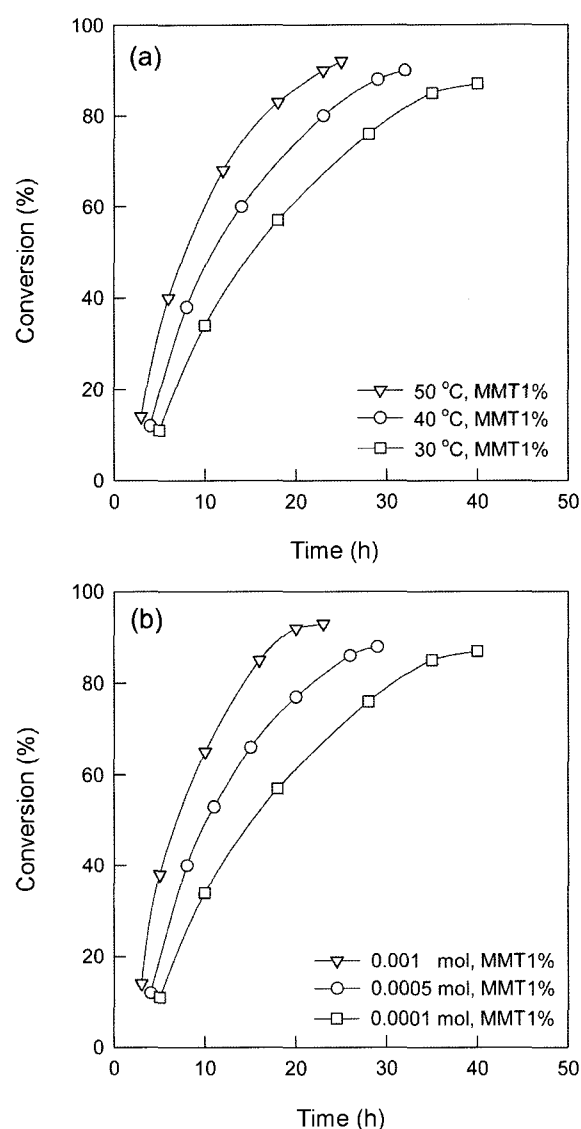 (a)
100
80
60
40
20
0
Conversion (%)
50 °C, MMT1%
40 °C, MMT1%
30 °C, MMT1%
0 10 20 30 40 50
Time (h)
(b)
100
80
60
40
20
0
Conversion (%)
0.001 mol, MMT1%
0.0005 mol, MMT1%
0.0001 mol, MMT1%
0 10 20 30 40 50
Time (h)